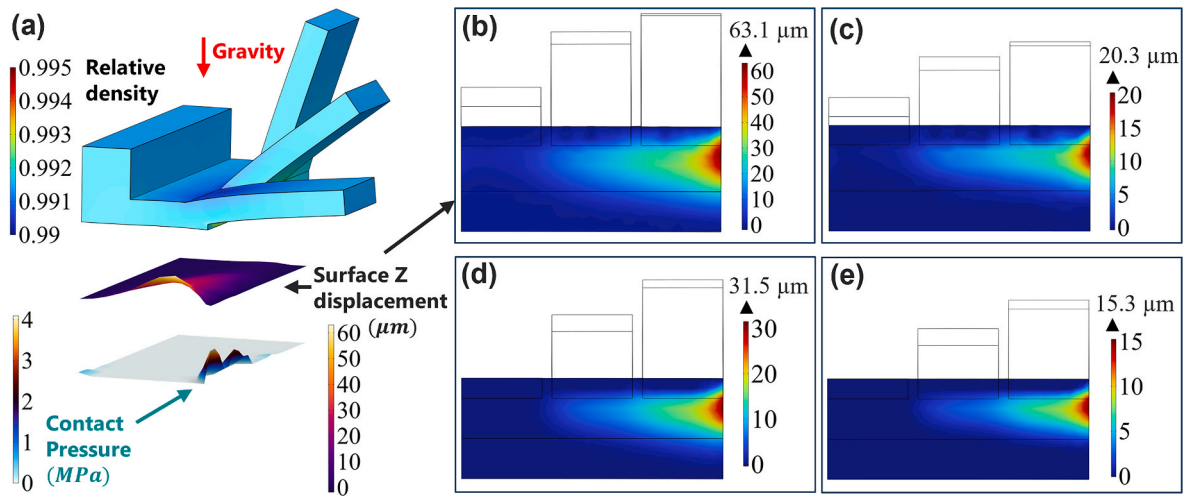 (a)
Gravity
Relative
density
0.995
0.994
0.993
0.992
0.991
0.99
Surface Z
displacement
(μm)
4
3
2
1
0
60
50
40
30
20
10
0
Contact
Pressure
(MPa)
(b)
63.1 μm
60
50
40
30
20
10
0
(c)
20.3 μm
20
15
10
5
0
(d)
31.5 μm
30
20
10
0
(e)
15.3 μm
15
10
5
0